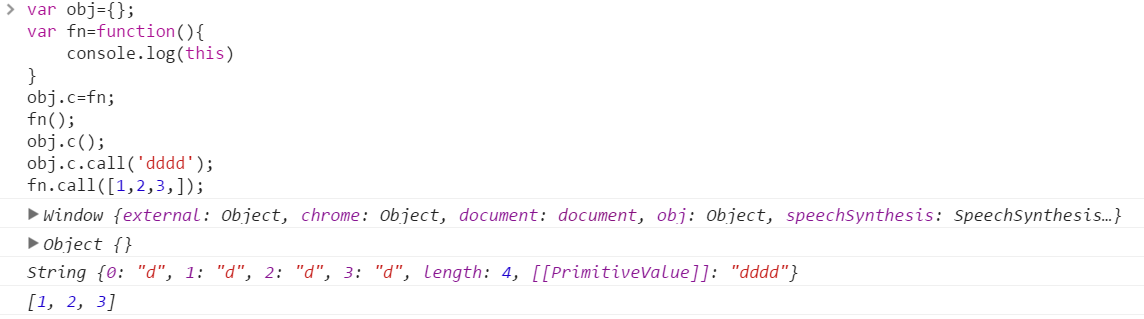 var obj={};
var fn=function(){
    console.log(this)
}
obj.c=fn;
fn();
obj.c();
obj.c.call('dddd');
fn.call([1,2,3,]);
Window {external: Object, chrome: Object, document: document, obj: Object, speechSynthesis: SpeechSynthesis…}
Object {}
String {0: "d", 1: "d", 2: "d", 3: "d", length: 4, [[PrimitiveValue]]: "dddd"}
[1, 2, 3]